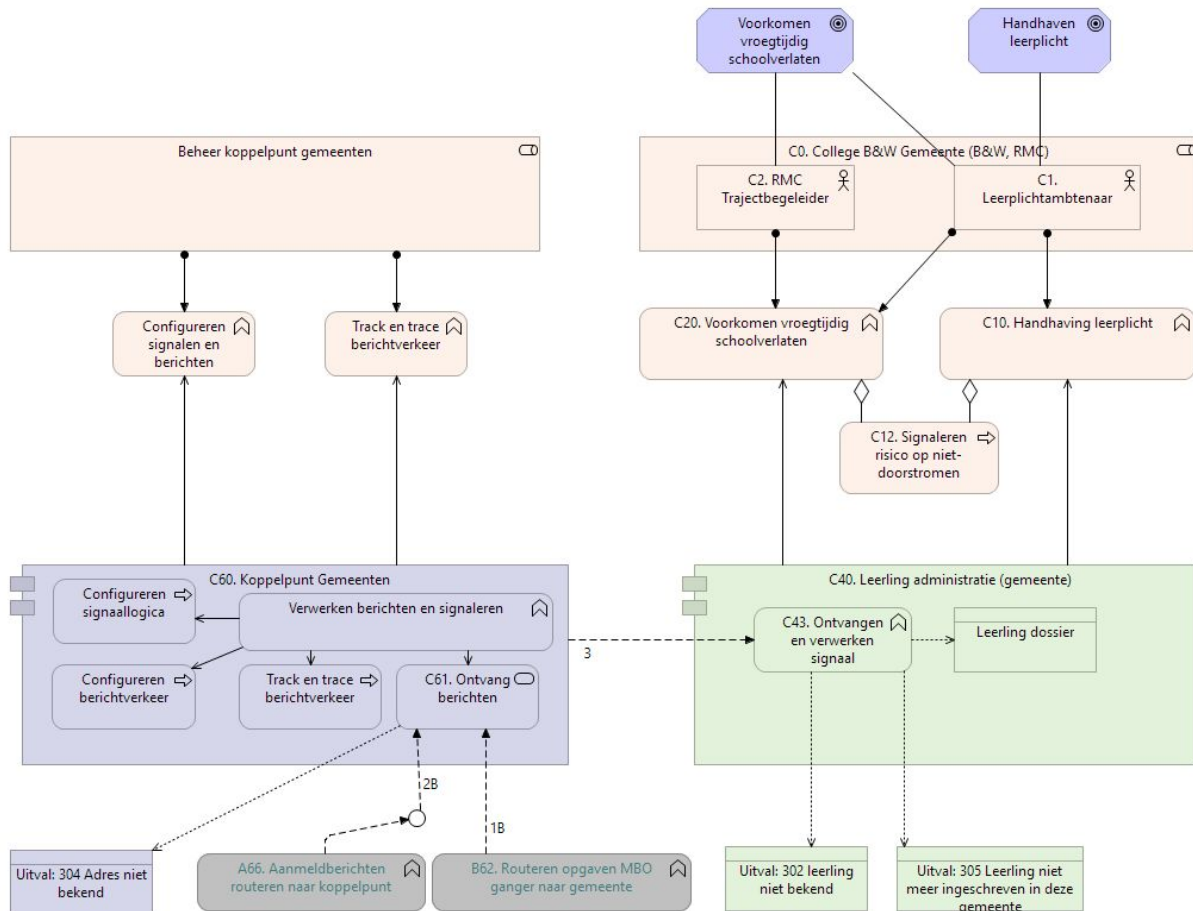 Voorkomen
vroegtijdig
schoolverlaten
Handhaven
leerplicht
Beheer koppelpunt gemeenten
C0. College B&W Gemeente (B&W, RMC)
C2. RMC
Trajectbegeleider
C1.
Leerplichtambtenaar
Configureren
signalen en
berichten
Track en trace
berichtverkeer
C20. Voorkomen vroegtijdig
schoolverlaten
C10. Handhaving leerplicht
C12. Signaleren
risico op niet-
doorstromen
C60. Koppelpunt Gemeenten
Configureren
signaallogica
Verwerken berichten en signaleren
Configureren
berichtverkeer
Track en trace
berichtverkeer
C61. Ontvang
berichten
3
C40. Leerling administratie (gemeente)
C43. Ontvangen
en verwerken
signaal
Leerling dossier
2B
1B
Uitval: 304 Adres niet
bekend
A66. Aanmeldberichten
routeren naar koppelpunt
B62. Routeren opgaven MBO
ganger naar gemeente
Uitval: 302 leerling
niet bekend
Uitval: 305 Leerling niet
meer ingeschreven in deze
gemeente